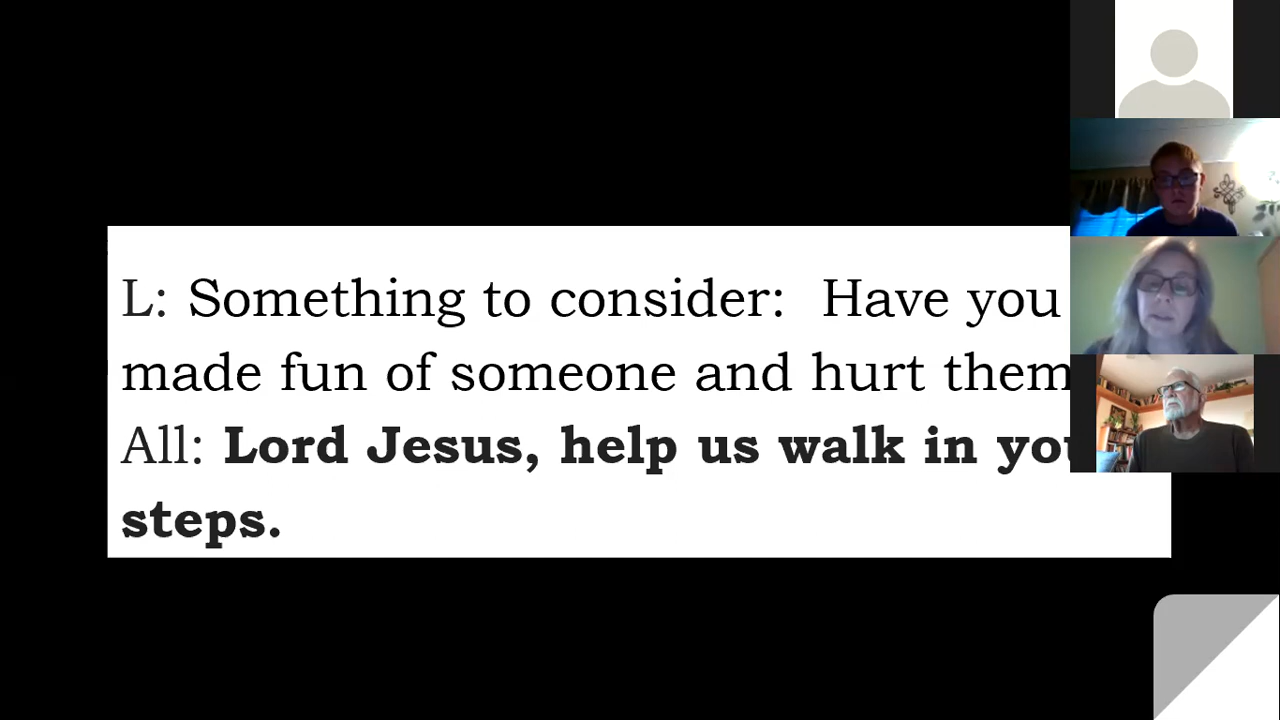 L: Something to consider:  Have you
made fun of someone and hurt them
All: Lord Jesus, help us walk in
steps.